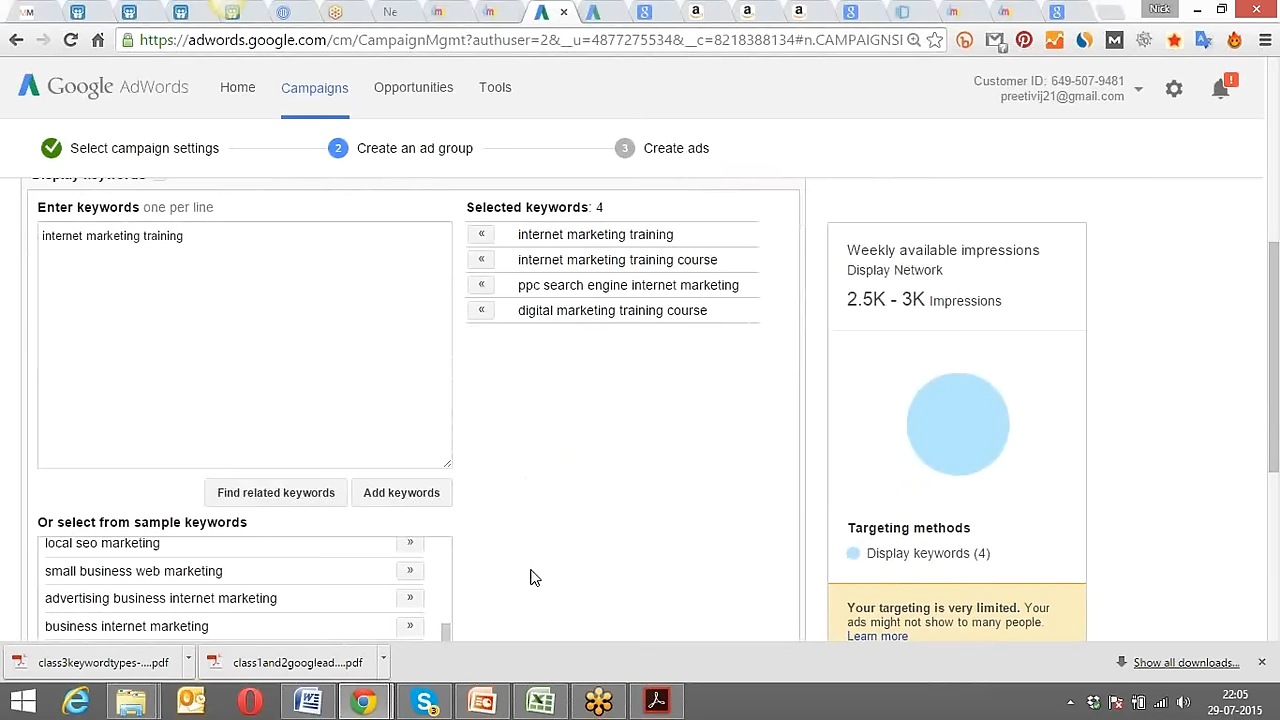 VM
Ne
Nick
https://adwords.google.com/cm/CampaignMgmt?authuser=2&__u=4877275534&__c=8218388134#n.CAMPAIGNSI
Google AdWords
Home
Campaigns
Opportunities
Tools
Customer ID: 649-507-9481
preetivij21@gmail.com
!
Select campaign settings
2 Create an ad group
3 Create ads
Enter keywords one per line
internet marketing training
Selected keywords: 4
« internet marketing training
« internet marketing training course
« ppc search engine internet marketing
« digital marketing training course
Find related keywords
Add keywords
Or select from sample keywords
local seo marketing »
small business web marketing »
advertising business internet marketing »
business internet marketing »
Weekly available impressions
Display Network
2.5K - 3K Impressions
Targeting methods
Display keywords (4)
Your targeting is very limited. Your
ads might not show to many people.
Learn more
class3keywordtypes-....pdf
class1and2googlead....pdf
Show all downloads...
22:05
29-07-2015